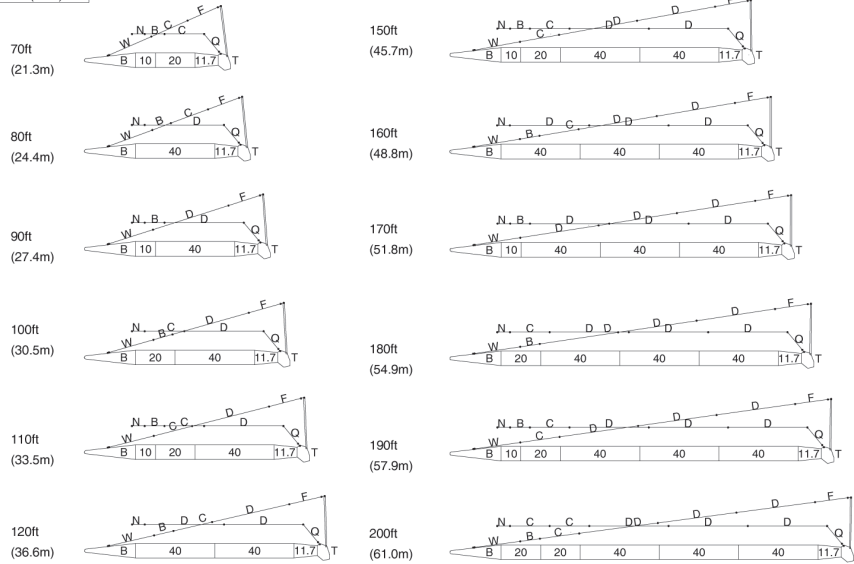 70ft
(21.3m)
F
N B C C
W Q
B 10 20 11.7 T
80ft
(24.4m)
F
C
N B D
W Q
B 40 11.7 T
90ft
(27.4m)
F
D
N B D
W Q
B 10 40 11.7 T
100ft
(30.5m)
F
D
N B C D
W Q
B 20 40 11.7 T
110ft
(33.5m)
F
D
N B C C D
W Q
B 10 20 40 11.7 T
120ft
(36.6m)
F
D
N B D C D
W Q
B 40 40 11.7 T
150ft
(45.7m)
F
D
N B C D D D
C
W Q
B 10 20 40 40 11.7 T
160ft
(48.8m)
F
D
N D C D D D
W B Q
B 40 40 40 11.7 T
170ft
(51.8m)
F
D
D
N B D D D
W D Q
B 10 40 40 40 11.7 T
180ft
(54.9m)
F
D
D
N C D D D D
W B Q
B 20 40 40 40 11.7 T
190ft
(57.9m)
F
D
D
N B C D D D D
W C Q
B 10 20 40 40 40 11.7 T
200ft
(61.0m)
F
D
D
N C C D D D D
W B C Q
B 20 20 40 40 40 11.7 T